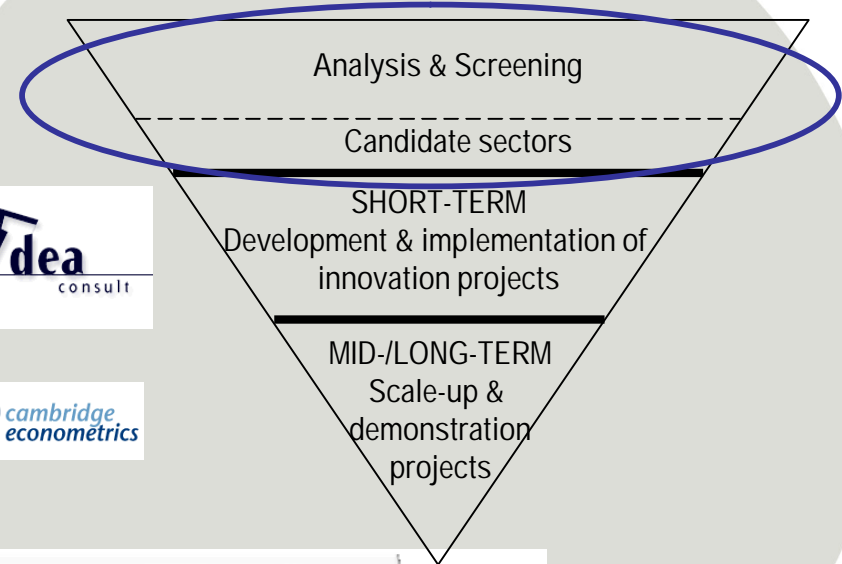 Analysis & Screening
Candidate sectors
SHORT-TERM
Development & implementation of
innovation projects
MID-/LONG-TERM
Scale-up &
demonstration
projects
dea
consult
cambridge
econometrics